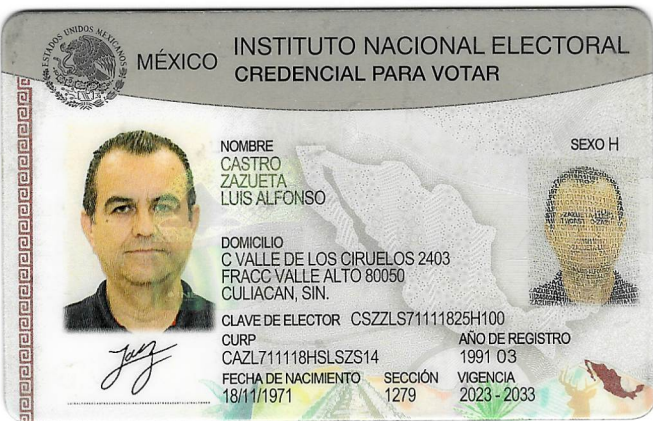 ESTADOS UNIDOS MEXICANOS
MÉXICO INSTITUTO NACIONAL ELECTORAL
CREDENCIAL PARA VOTAR
NOMBRE
SEXO H
CASTRO
ZAZUETA
LUIS ALFONSO
DOMICILIO
C VALLE DE LOS CIRUELOS 2403
FRACC VALLE ALTO 80050
CULIACAN, SIN.
CLAVE DE ELECTOR CSZZLS71111825H100
CURP
CAZL711118HSLSZS14
AÑO DE REGISTRO
1991 03
FECHA DE NACIMIENTO
18/11/1971
SECCIÓN
1279
VIGENCIA
2023 - 2033